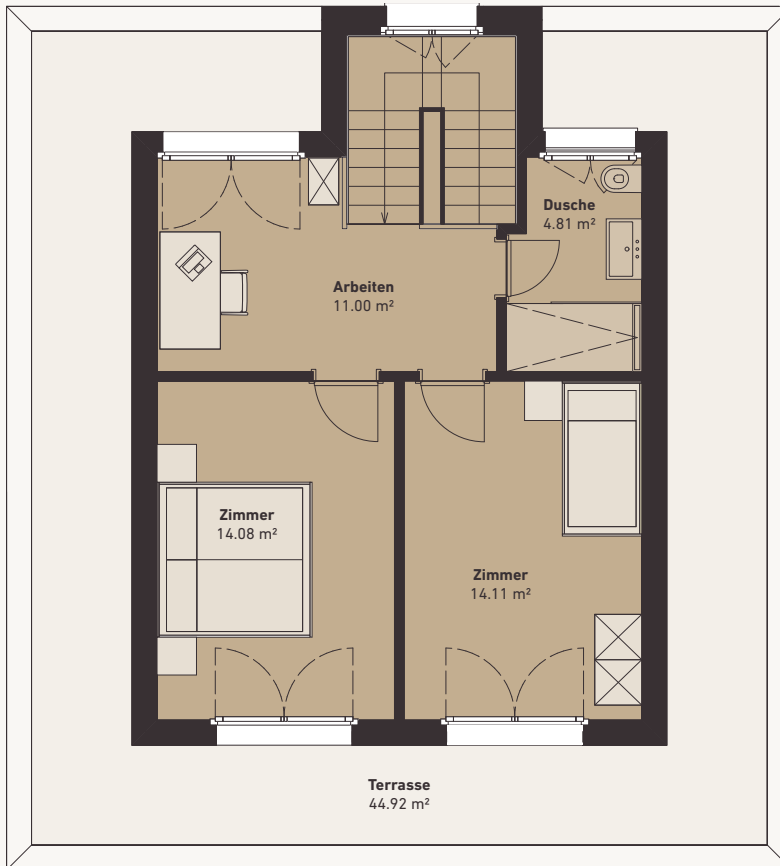 Dusche
4.81 m²
Arbeiten
11.00 m²
Zimmer
14.08 m²
Zimmer
14.11 m²
Terrasse
44.92 m²